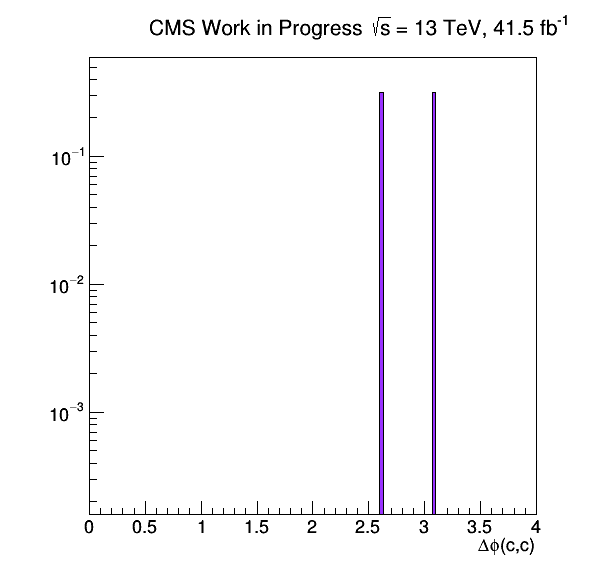 CMS Work in Progress √s = 13 TeV, 41.5 fb⁻¹
10⁻¹
10⁻²
10⁻³
0 0.5 1 1.5 2 2.5 3 3.5 4
Δϕ(c,c)